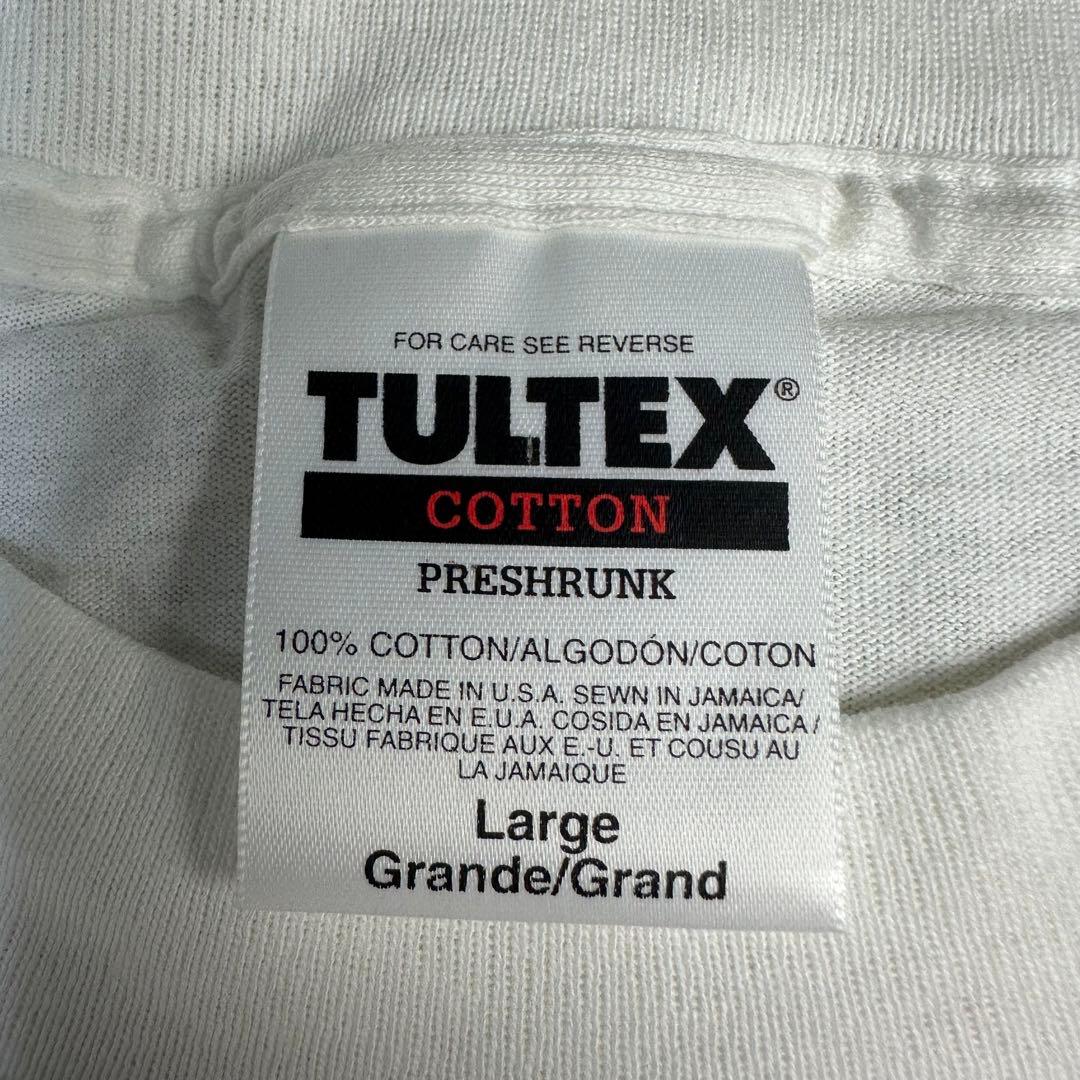 FOR CARE SEE REVERSE
TULTEX®
COTTON
PRESHRUNK
100% COTTON/ALGODÓN/COTON
FABRIC MADE IN U.S.A. SEWN IN JAMAICA/
TELA HECHA EN E.U.A. COSIDA EN JAMAICA/
TISSU FABRIQUE AUX E.-U. ET COUSU AU
LA JAMAIQUE
Large
Grande/Grand